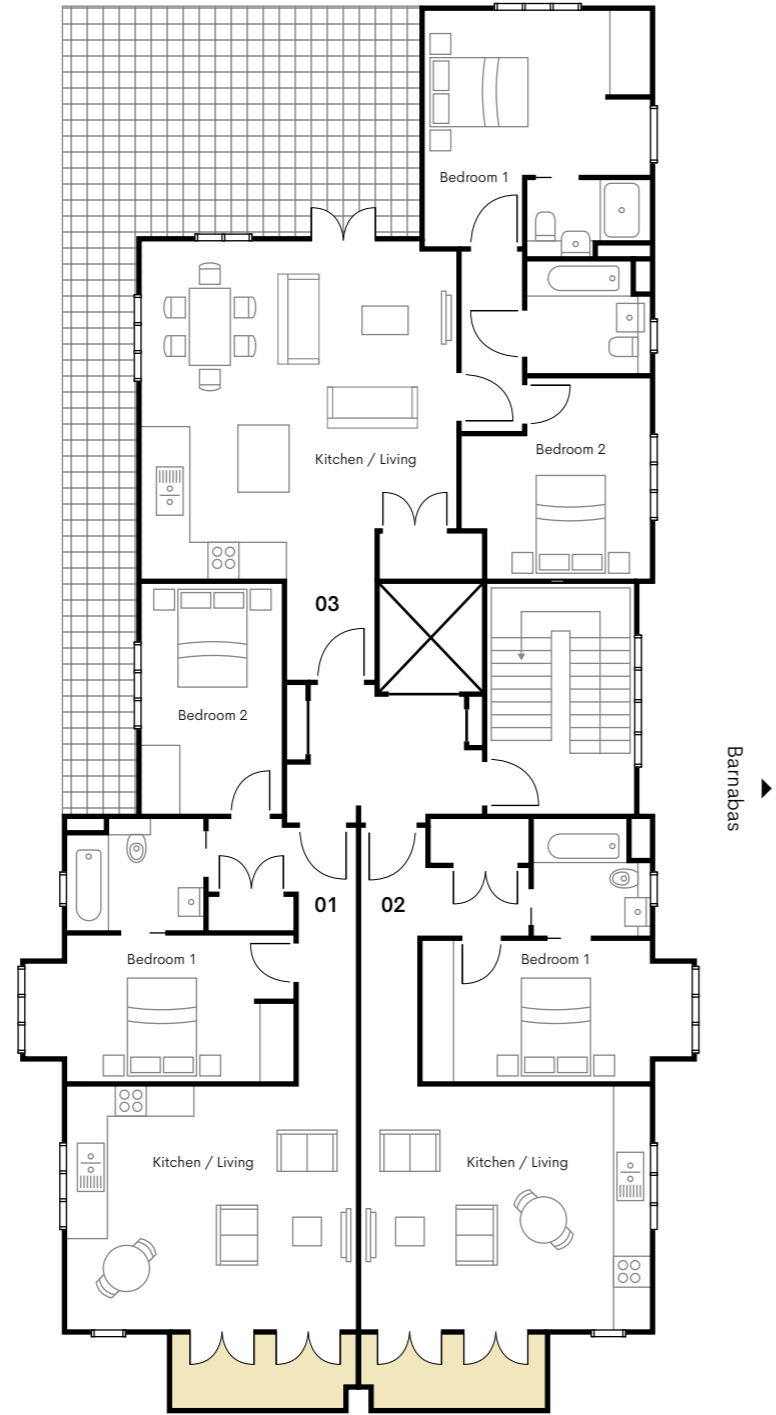 Bedroom 1
Bedroom 2
Kitchen / Living
03
Bedroom 2
Barnabas
01
02
Bedroom 1
Bedroom 1
Kitchen / Living
Kitchen / Living